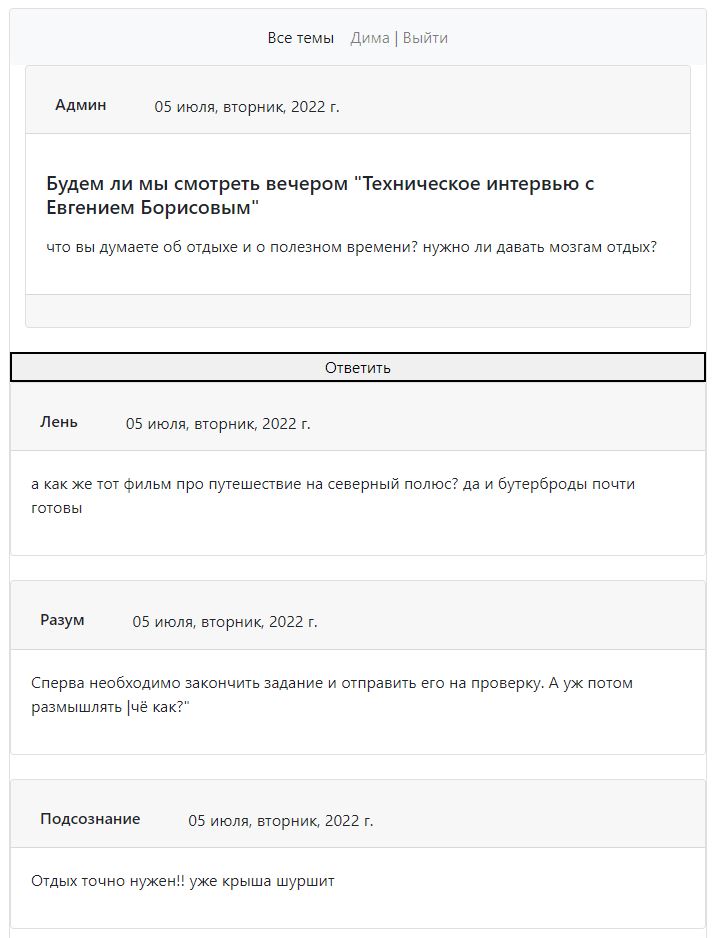 Все темы Дима | Выйти
Админ 05 июля, вторник, 2022 г.
Будем ли мы смотреть вечером "Техническое интервью с
Евгением Борисовым"
что вы думаете об отдыхе и о полезном времени? нужно ли давать мозгам отдых?
Ответить
Лень 05 июля, вторник, 2022 г.
а как же тот фильм про путешествие на северный полюс? да и бутерброды почти
готовы
Разум 05 июля, вторник, 2022 г.
Сперва необходимо закончить задание и отправить его на проверку. А уж потом
размышлять |чё как?"
Подсознание 05 июля, вторник, 2022 г.
Отдых точно нужен!! уже крыша шуршит